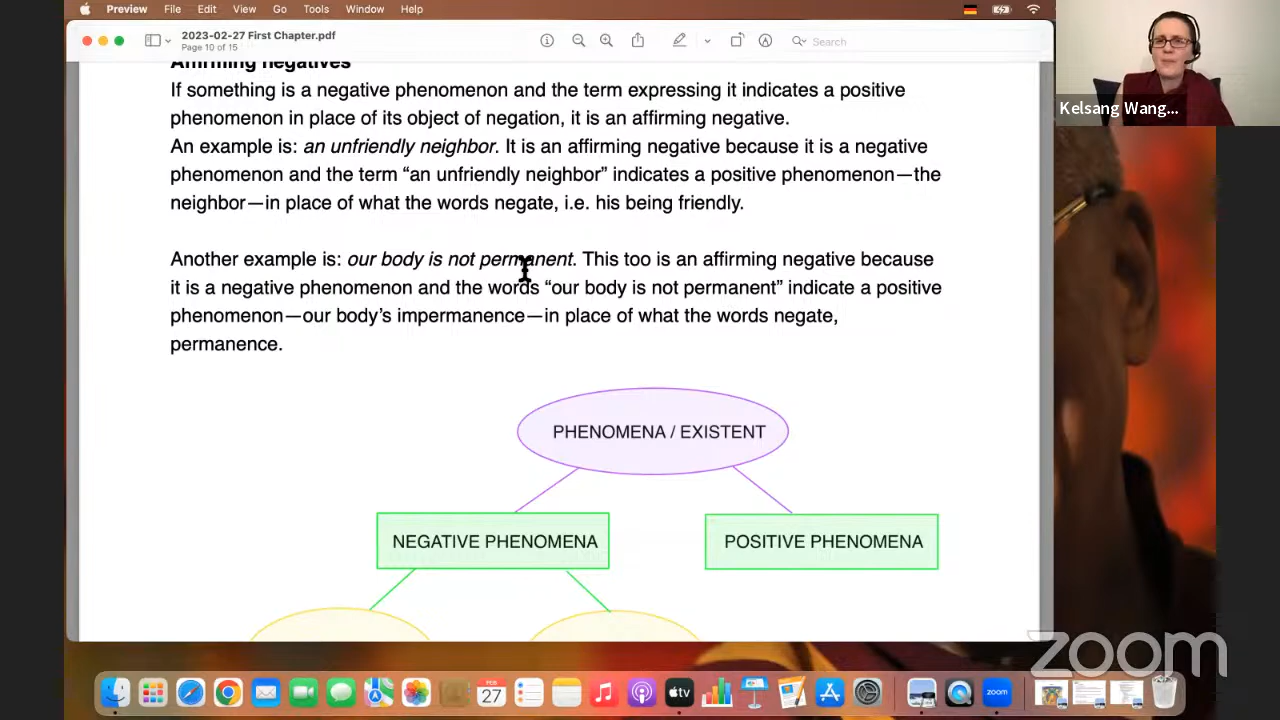 Preview File Edit View Go Tools Window Help
2023-02-27 First Chapter.pdf
Page 10 of 15
Search
Kelsang Wang...
Affirming negatives
If something is a negative phenomenon and the term expressing it indicates a positive
phenomenon in place of its object of negation, it is an affirming negative.
An example is: an unfriendly neighbor. It is an affirming negative because it is a negative
phenomenon and the term “an unfriendly neighbor” indicates a positive phenomenon—the
neighbor—in place of what the words negate, i.e. his being friendly.
Another example is: our body is not permanent. This too is an affirming negative because
it is a negative phenomenon and the words “our body is not permanent” indicate a positive
phenomenon—our body’s impermanence—in place of what the words negate,
permanence.
PHENOMENA / EXISTENT
NEGATIVE PHENOMENA
POSITIVE PHENOMENA
zoom
FEB
27
tv
zoom